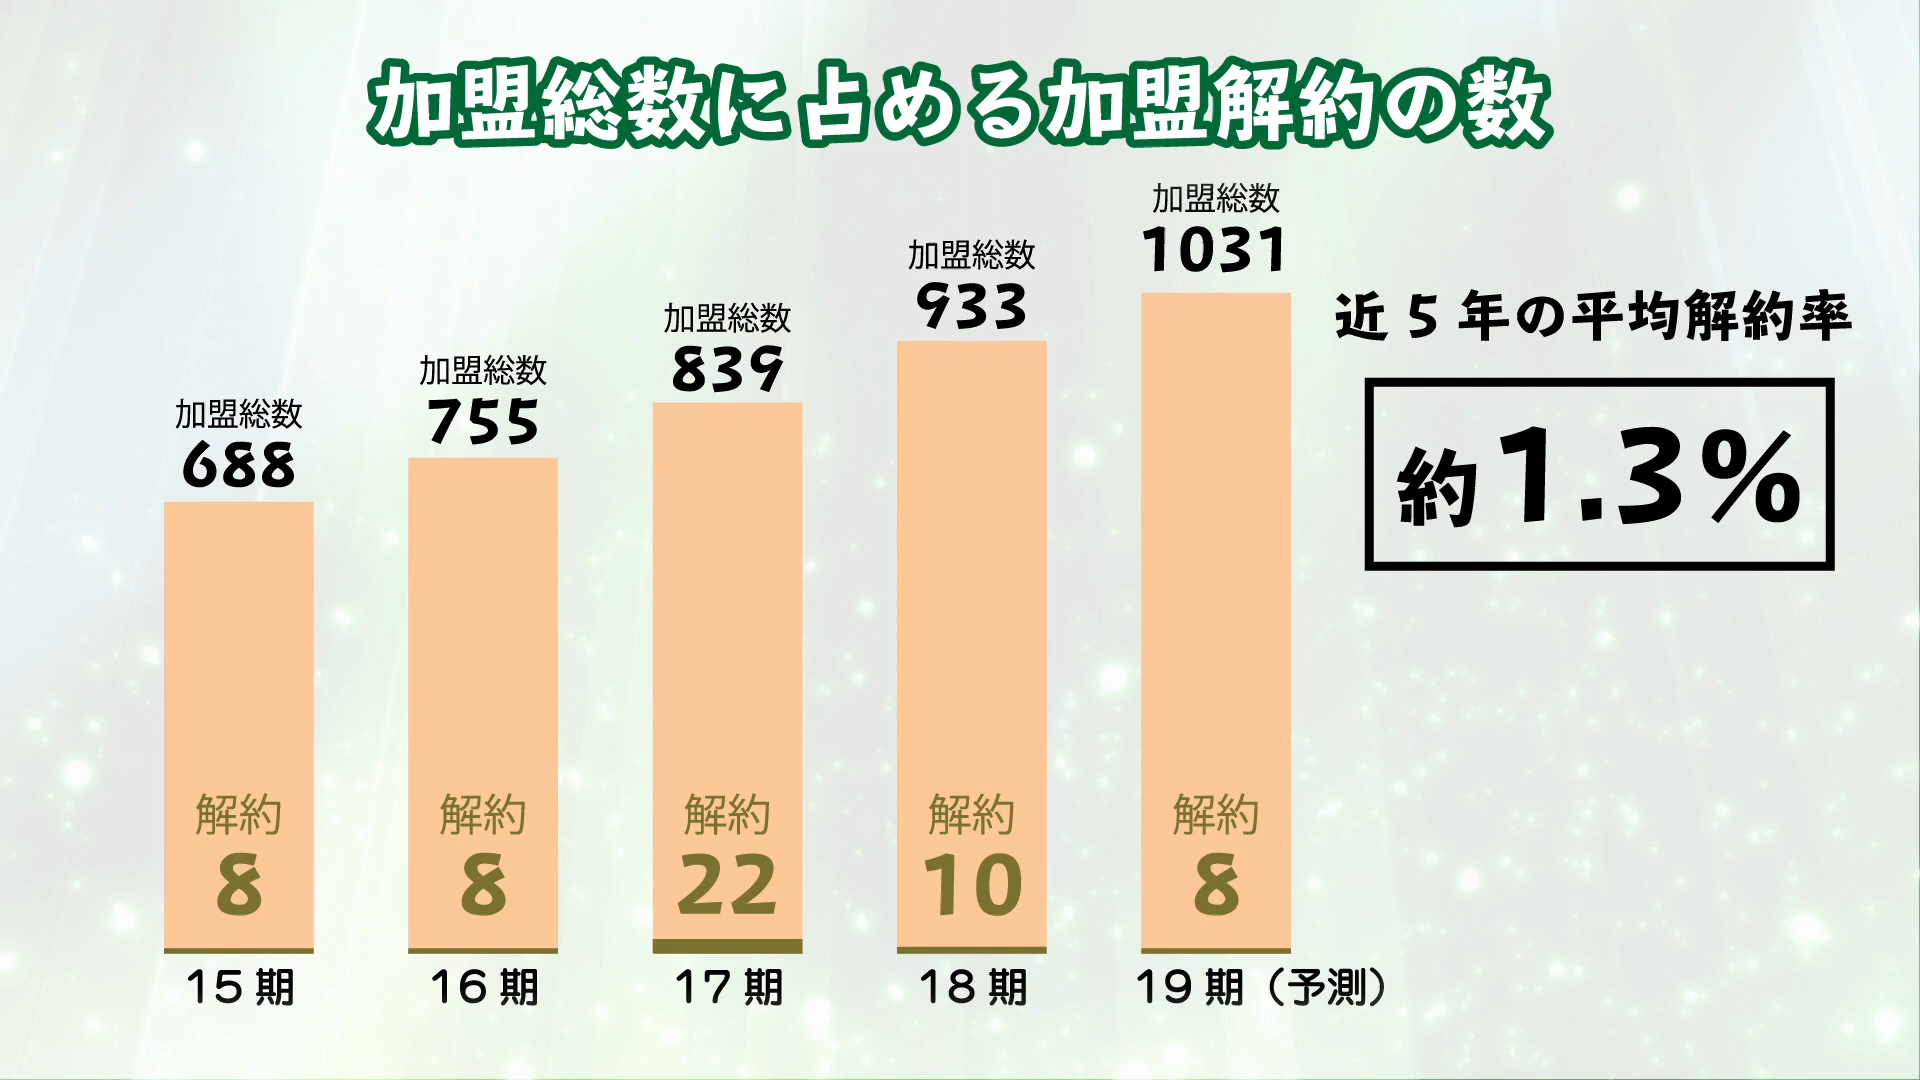 加盟総数に占める加盟解約の数
加盟総数
688
解約
8
15期
加盟総数
755
解約
8
16期
加盟総数
839
解約
22
17期
加盟総数
933
解約
10
18期
加盟総数
1031
解約
8
19期（予測）
近5年の平均解約率
約1.3%